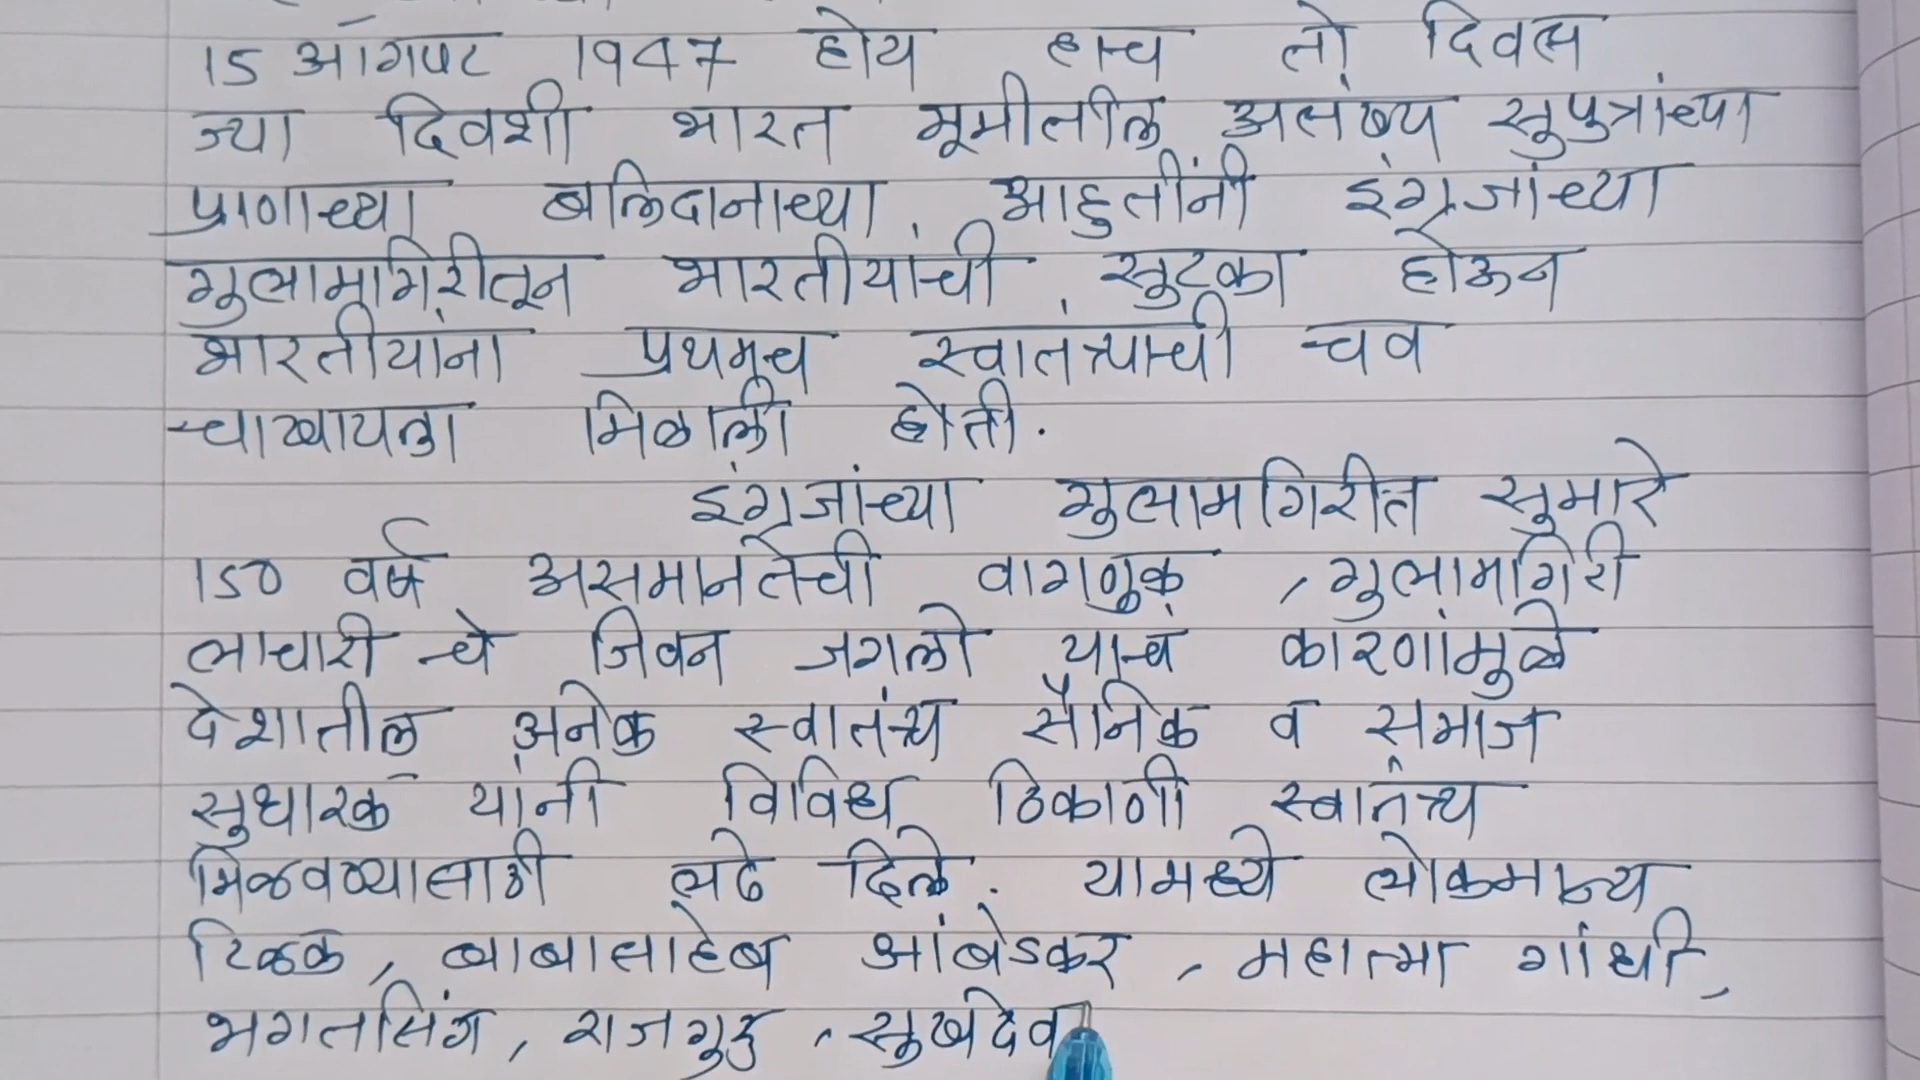 15 ऑगष्ट 1947 होय हाच तो दिवस
ज्या दिवशी भारत भूमीतील असंख्य सुपुत्रांच्या
प्राणाच्या बलिदानाच्या आहुतींनी इंग्रजांच्या
गुलामगिरीतून भारतीयांची सुटका होऊन
भारतीयांना प्रथमच स्वातंत्र्याची चव
चाखायला मिळाली होती.
इंग्रजांच्या गुलामगिरीत सुमारे
150 वर्षे असमानतेची वागणुक, गुलामगिरी
लाचारी चे जिवन जगलो याच कारणांमुळे
देशातील अनेक स्वातंत्र्य सैनिक व समाज
सुधारक यांनी विविध ठिकाणी स्वातंत्र्य
मिळवण्यासाठी लढे दिले. यामध्ये लोकमान्य
टिळक, बाबासाहेब आंबेडकर, महात्मा गांधी,
भगतसिंग, राजगुरु, सुखदेव